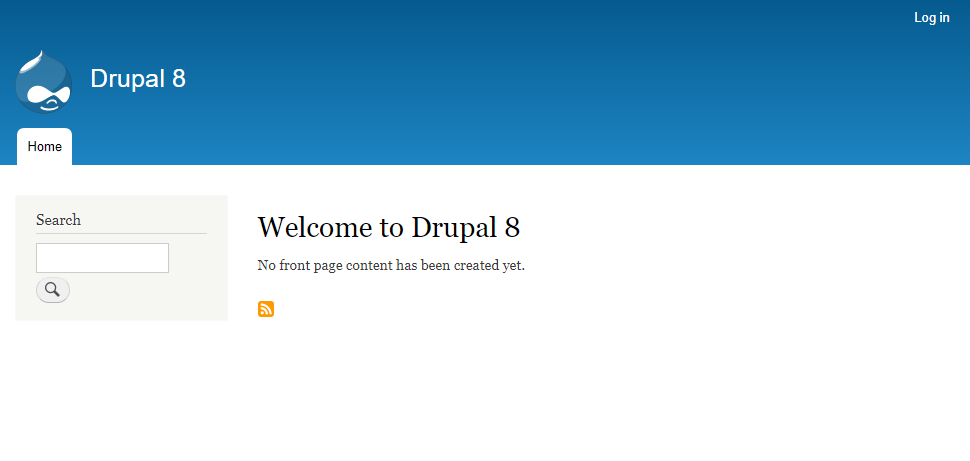 Log in
Drupal 8
Home
Search
Welcome to Drupal 8
No front page content has been created yet.